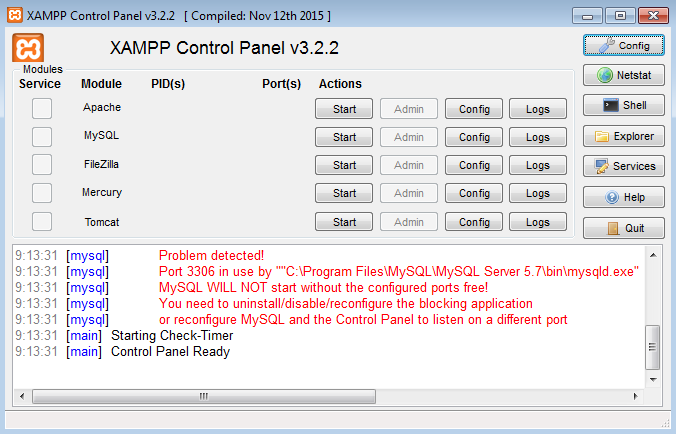 XAMPP Control Panel v3.2.2 [ Compiled: Nov 12th 2015 ]
XAMPP Control Panel v3.2.2
Config
Modules
Service Module PID(s) Port(s) Actions
Netstat
Apache Start Admin Config Logs
Shell
MySQL Start Admin Config Logs
Explorer
FileZilla Start Admin Config Logs
Services
Mercury Start Admin Config Logs
Help
Tomcat Start Admin Config Logs
Quit
9:13:31 [mysql] Problem detected!
9:13:31 [mysql] Port 3306 in use by ""C:\Program Files\MySQL\MySQL Server 5.7\bin\mysqld.exe"
9:13:31 [mysql] MySQL WILL NOT start without the configured ports free!
9:13:31 [mysql] You need to uninstall/disable/reconfigure the blocking application
9:13:31 [mysql] or reconfigure MySQL and the Control Panel to listen on a different port
9:13:31 [main] Starting Check-Timer
9:13:31 [main] Control Panel Ready